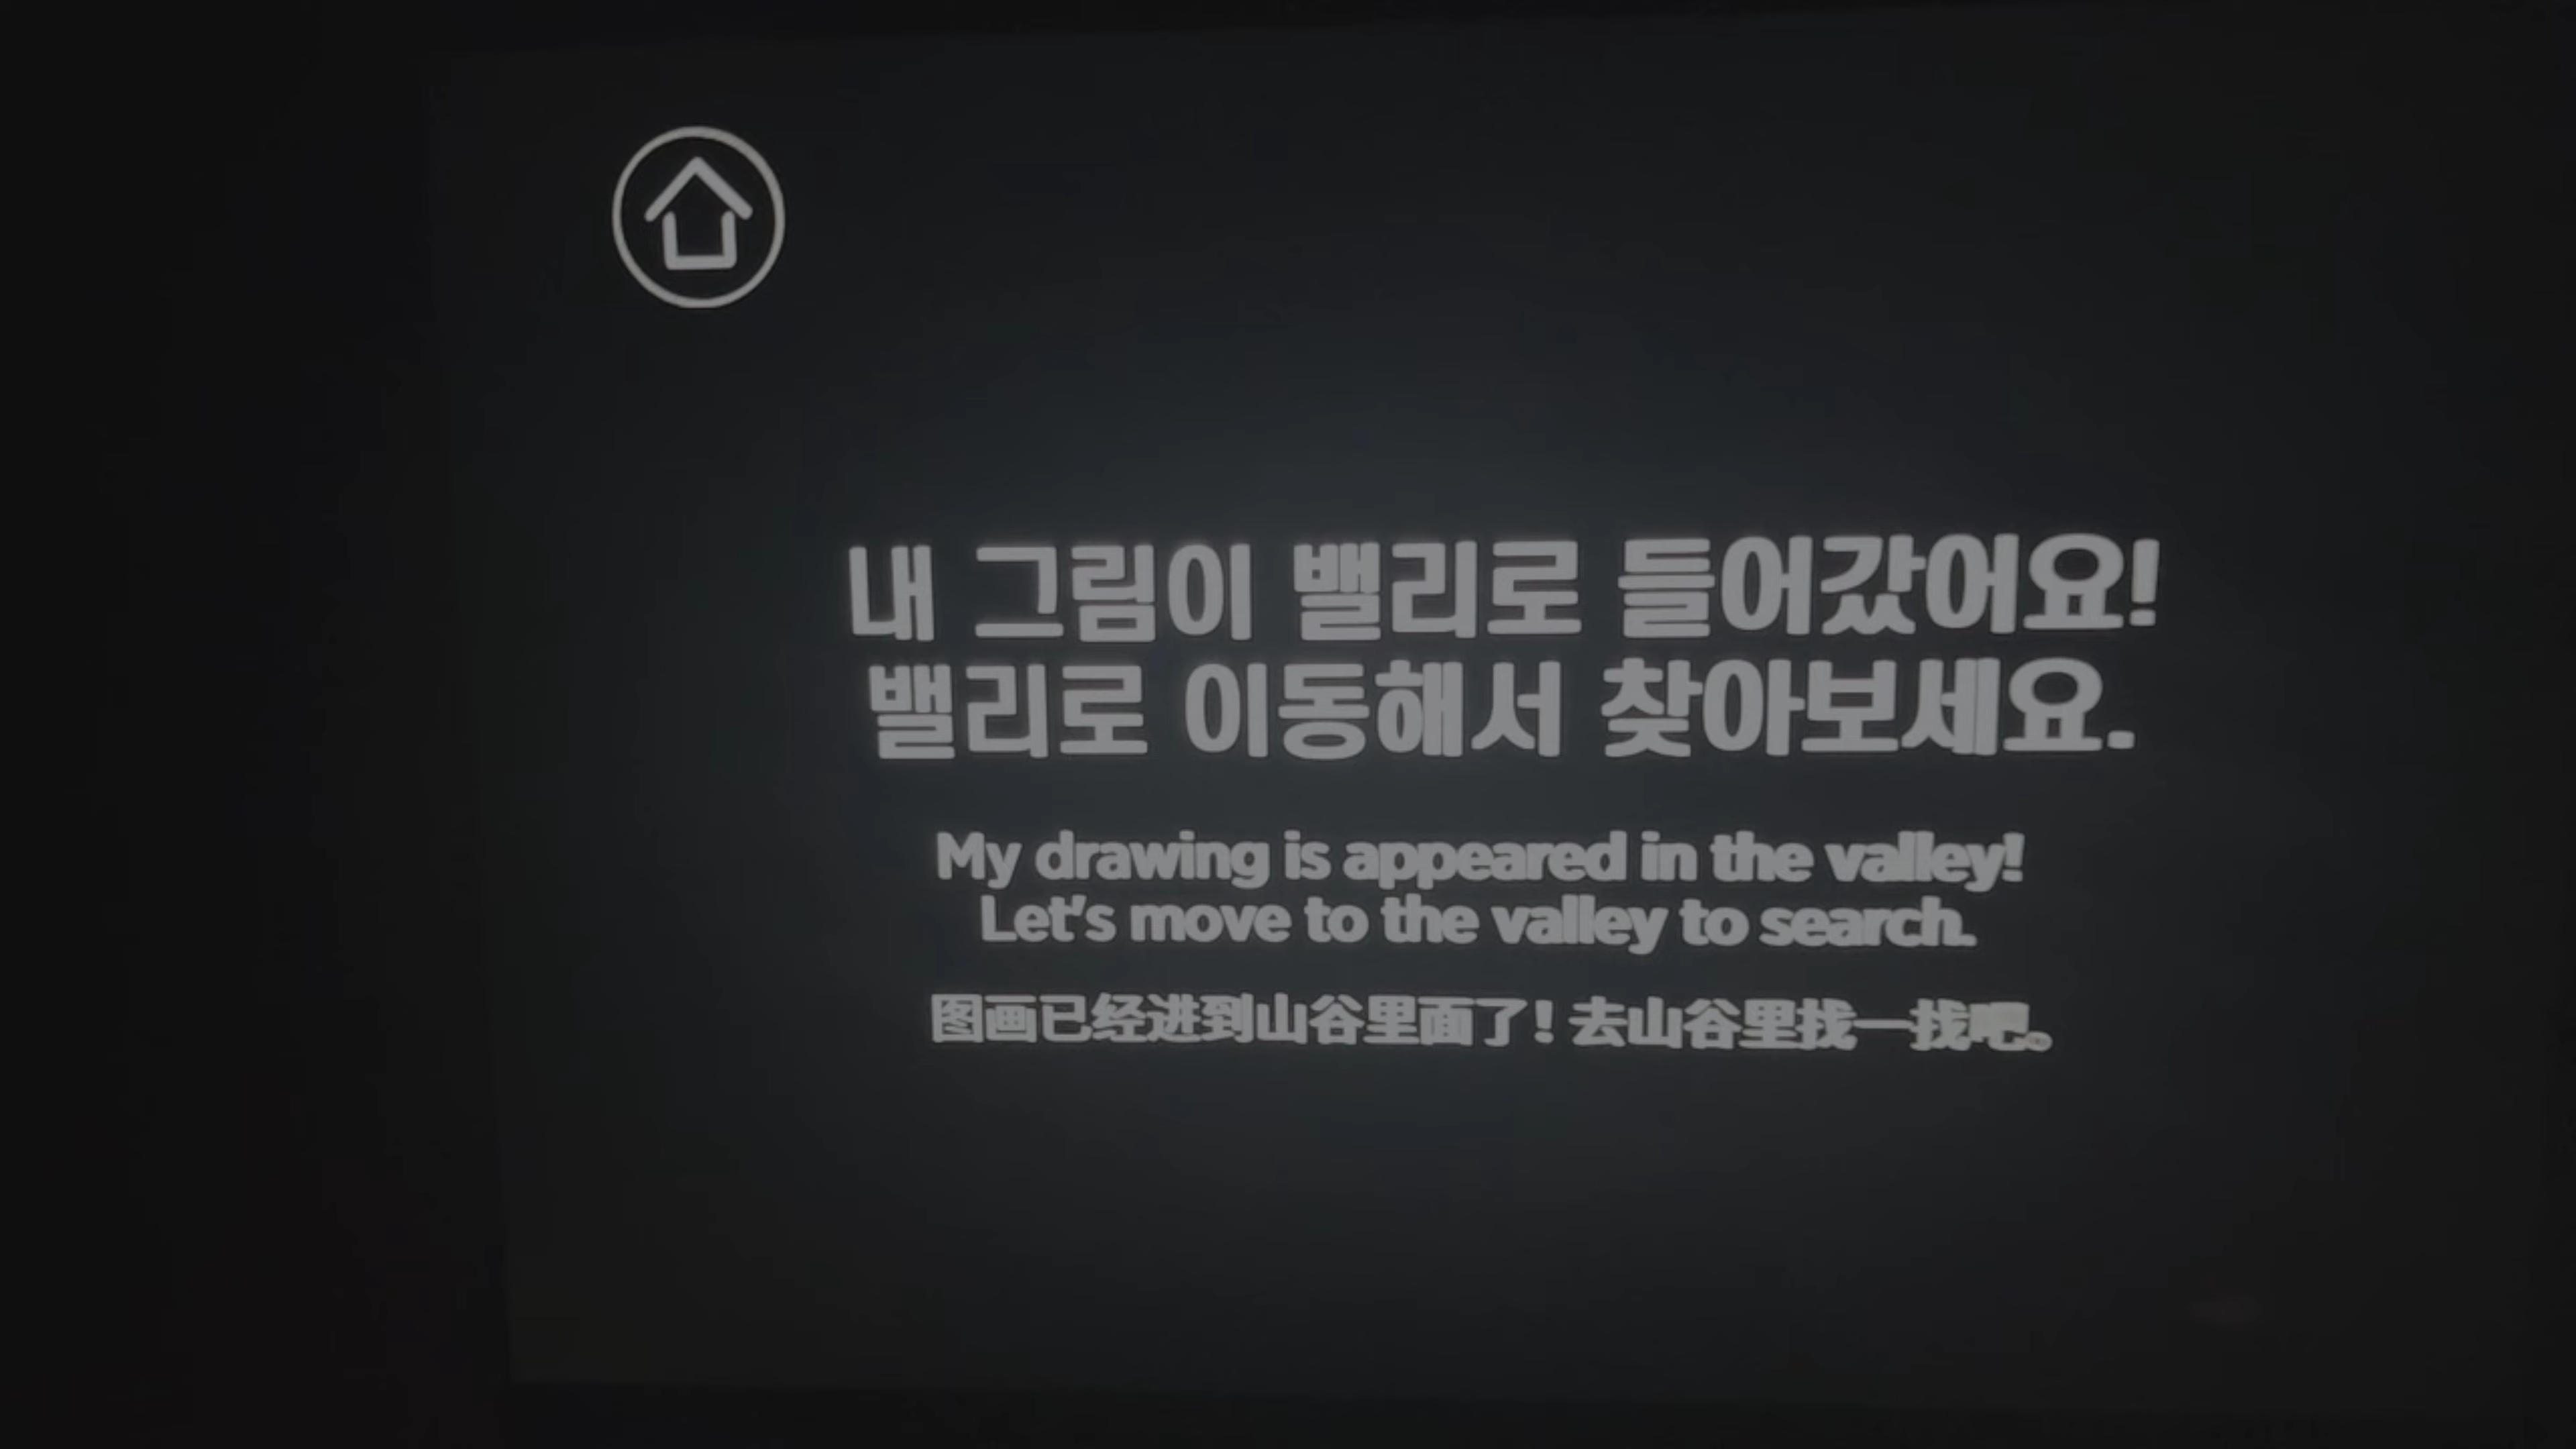 내 그림이 밸리로 들어갔어요!
밸리로 이동해서 찾아보세요.
My drawing is appeared in the valley!
Let's move to the valley to search.
图画已经进到山谷里面了! 去山谷里找一找吧。